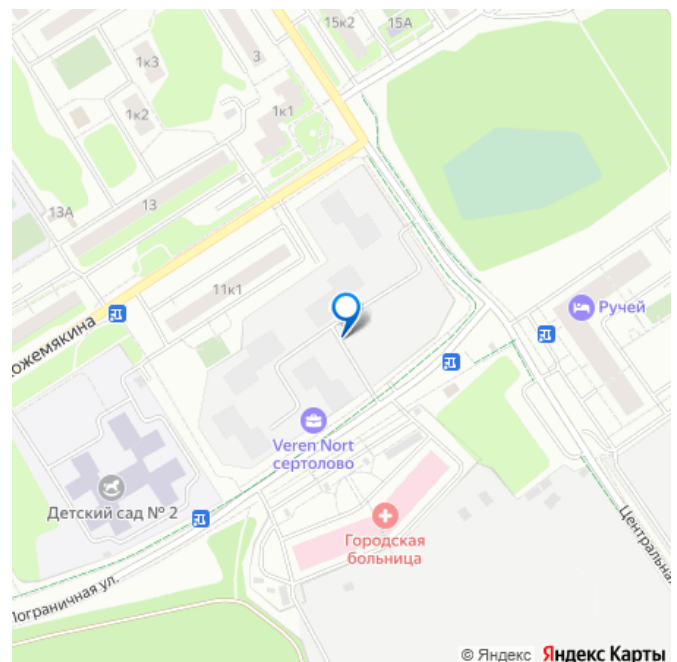 15к2
15А
3
1к3
1к1
1к2
13
13А
11к1
Ручей
ожемякина
Veren Nort
сертолово
Детский сад № 2
Городская
больница
Центральная
Пограничная ул.
© Яндекс Яндекс Карты